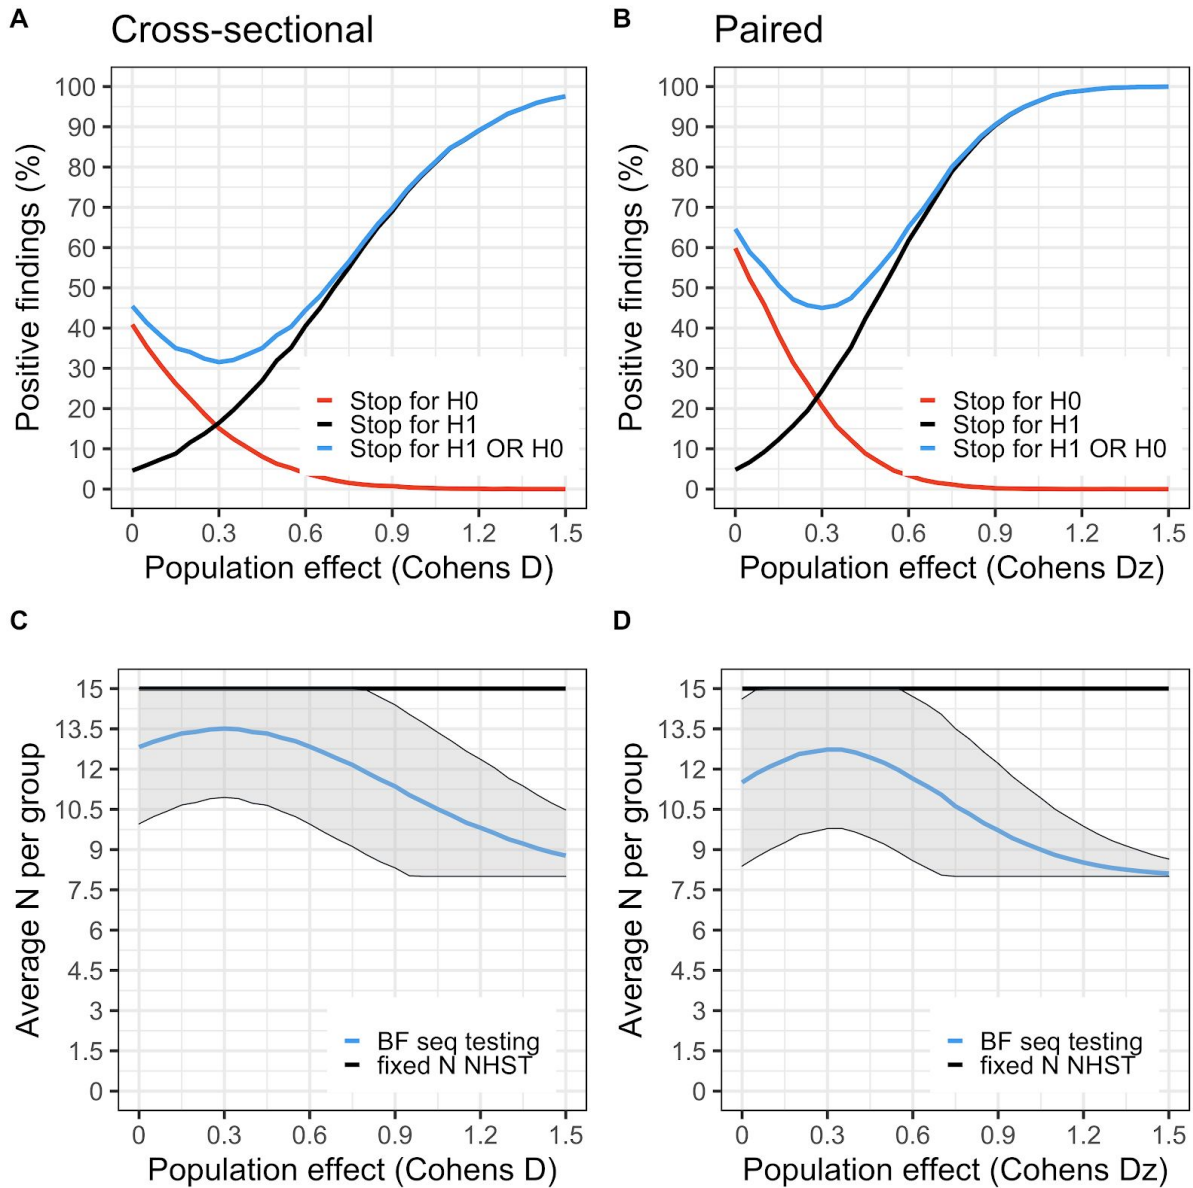 A
Cross-sectional
Positive findings (%)
100
90
80
70
60
50
40
30
20
10
0
Stop for H0
Stop for H1
Stop for H1 OR H0
0 0.3 0.6 0.9 1.2 1.5
Population effect (Cohens D)
B
Paired
Positive findings (%)
100
90
80
70
60
50
40
30
20
10
0
Stop for H0
Stop for H1
Stop for H1 OR H0
0 0.3 0.6 0.9 1.2 1.5
Population effect (Cohens Dz)
C
Average N per group
15
13.5
12
10.5
9
7.5
6
4.5
3
1.5
0
BF seq testing
fixed N NHST
0 0.3 0.6 0.9 1.2 1.5
Population effect (Cohens D)
D
Average N per group
15
13.5
12
10.5
9
7.5
6
4.5
3
1.5
0
BF seq testing
fixed N NHST
0 0.3 0.6 0.9 1.2 1.5
Population effect (Cohens Dz)